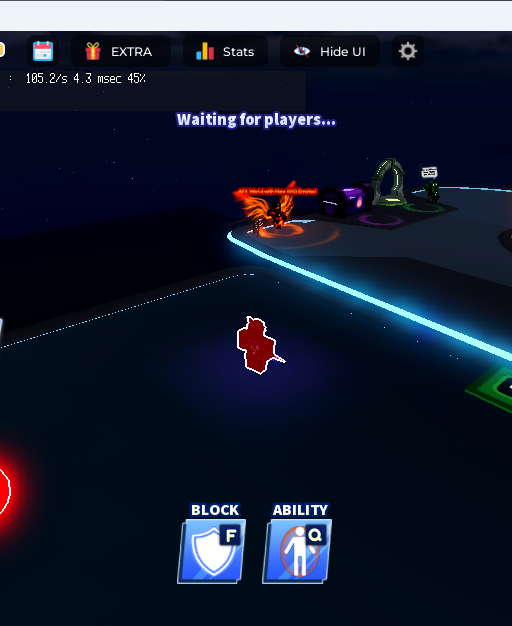 EXTRA
Stats
Hide UI
: 105.2/s 4.3 msec 45%
Waiting for players...
BLOCK
ABILITY
F
Q